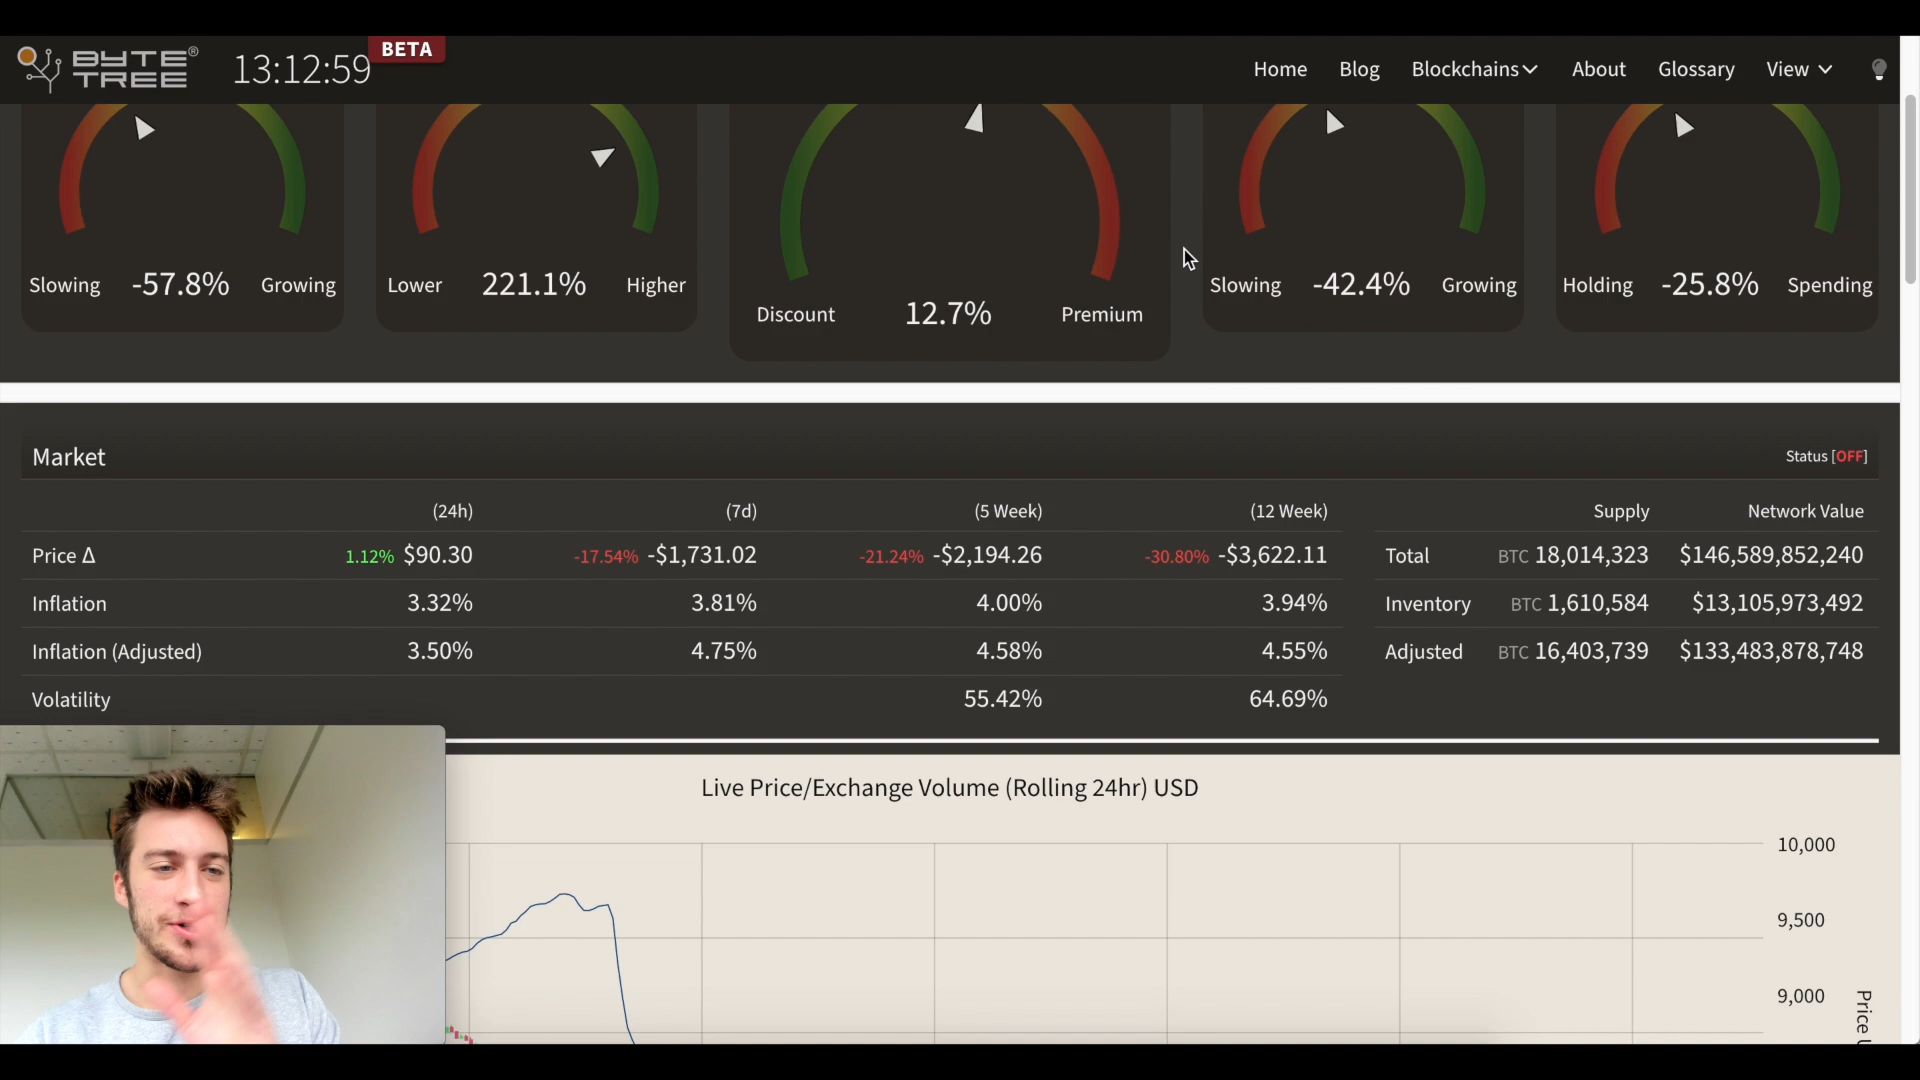 BYTE TREE®
13:12:59
BETA
Home Blog Blockchains About Glossary View
Slowing -57.8% Growing
Lower 221.1% Higher
Discount 12.7% Premium
Slowing -42.4% Growing
Holding -25.8% Spending
Market
Status [OFF]
(24h) (7d) (5 Week) (12 Week)
Price Δ 1.12% $90.30 -17.54% -$1,731.02 -21.24% -$2,194.26 -30.80% -$3,622.11
Inflation 3.32% 3.81% 4.00% 3.94%
Inflation (Adjusted) 3.50% 4.75% 4.58% 4.55%
Volatility 55.42% 64.69%
Supply Network Value
Total BTC 18,014,323 $146,589,852,240
Inventory BTC 1,610,584 $13,105,973,492
Adjusted BTC 16,403,739 $133,483,878,748
Live Price/Exchange Volume (Rolling 24hr) USD
10,000
9,500
9,000
Price